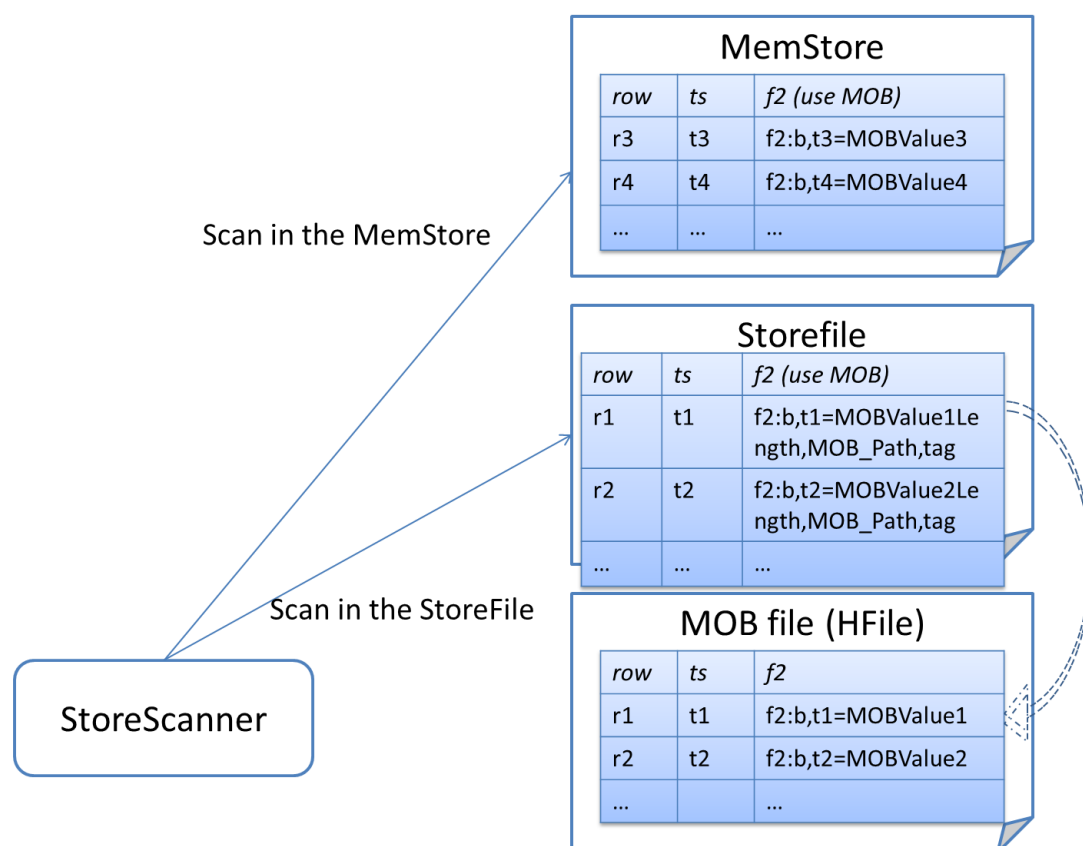 MemStore
row ts f2 (use MOB)
r3 t3 f2:b,t3=MOBValue3
r4 t4 f2:b,t4=MOBValue4
... ... ...
Scan in the MemStore
Storefile
row ts f2 (use MOB)
r1 t1 f2:b,t1=MOBValue1Le
ngth,MOB_Path,tag
r2 t2 f2:b,t2=MOBValue2Le
ngth,MOB_Path,tag
... ... ...
Scan in the StoreFile
MOB file (HFile)
row ts f2
r1 t1 f2:b,t1=MOBValue1
r2 t2 f2:b,t2=MOBValue2
... ...
StoreScanner